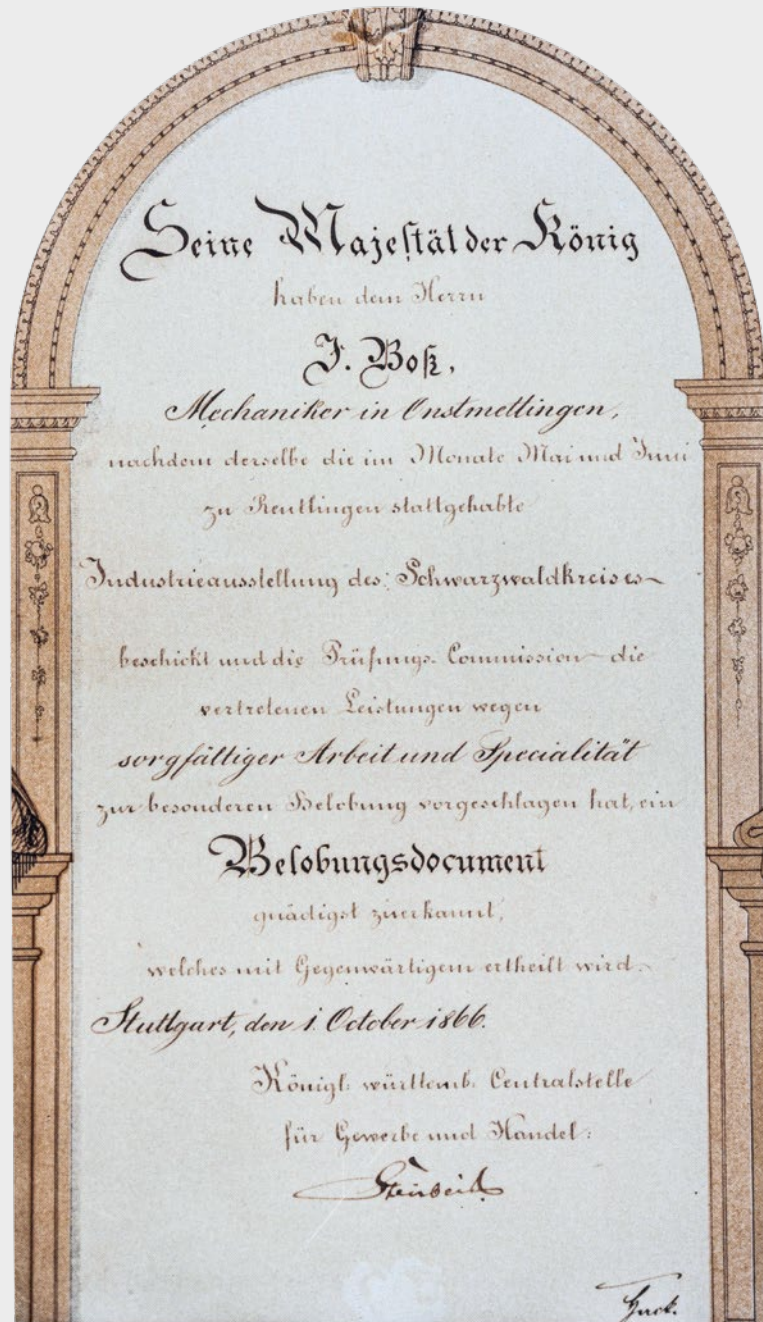 Seine Majestät der König
haben dem Herrn
J. Boß,
Mechaniker in Onstmettingen,
nachdem derselbe die im Monate Mai und Juni
zu Reutlingen stattgehabte
Industrieausstellung des Schwarzwaldkreises
beschickt und die Prüfungs-Commission die
vertretenen Leistungen wegen
sorgfältiger Arbeit und Specialität
zur besonderen Belobung vorgeschlagen hat, ein
Belobungsdocument
gnädigst zuerkannt,
welches mit Gegenwärtigem ertheilt wird.
Stuttgart, den 1. October 1866.
Königl. württemb. Centralstelle
für Gewerbe und Handel:
Steinbeis